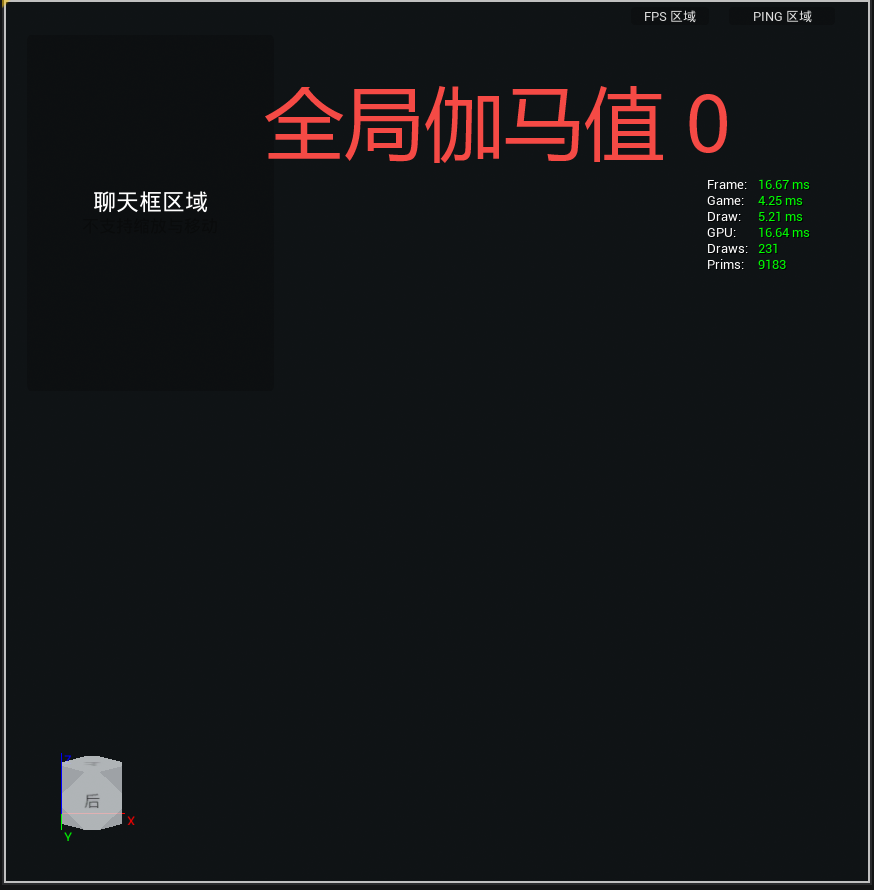 FPS 区域 PING 区域
全局伽马值 0
Frame: 16.67 ms
Game: 4.25 ms
Draw: 5.21 ms
GPU: 16.64 ms
Draws: 231
Prims: 9183
聊天框区域
后
X
Y